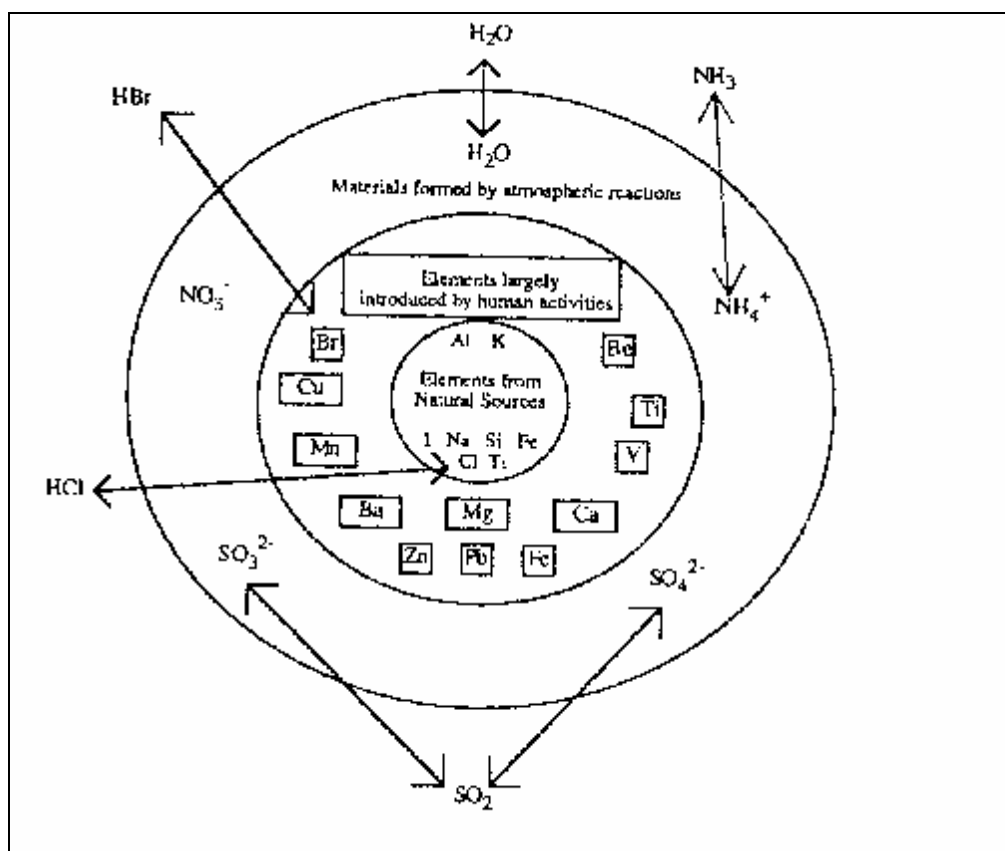 H₂O
NH₃
HBr
H₂O
Materials formed by atmospheric reactions
Elements largely
introduced by human activities
NO₃⁻
NH₄⁺
Br
Al K
Be
Cu
Elements from
Natural Sources
Ti
Mn
I Na Si Fe
V
Cl Ti
HCl
Ba
Mg
Ca
Zn
Pb
Fe
SO₃²⁻
SO₄²⁻
SO₂